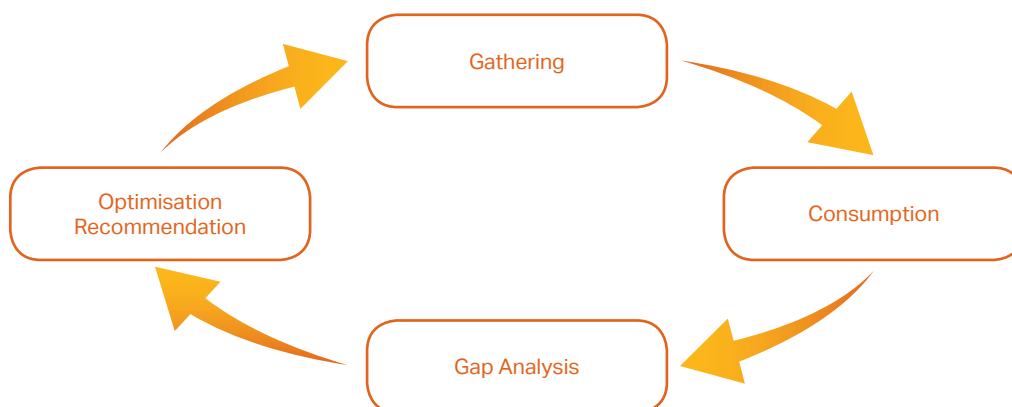 Gathering
Optimisation
Recommendation
Consumption
Gap Analysis